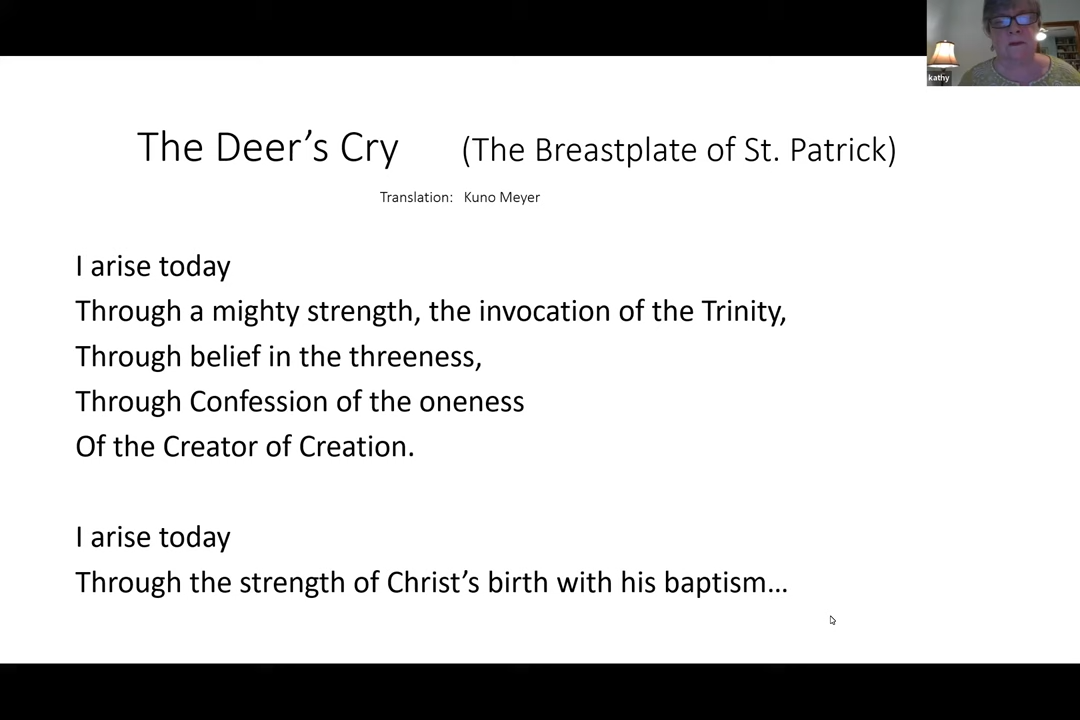 kathy
The Deer’s Cry (The Breastplate of St. Patrick)
Translation: Kuno Meyer
I arise today
Through a mighty strength, the invocation of the Trinity,
Through belief in the threeness,
Through Confession of the oneness
Of the Creator of Creation.
I arise today
Through the strength of Christ’s birth with his baptism…